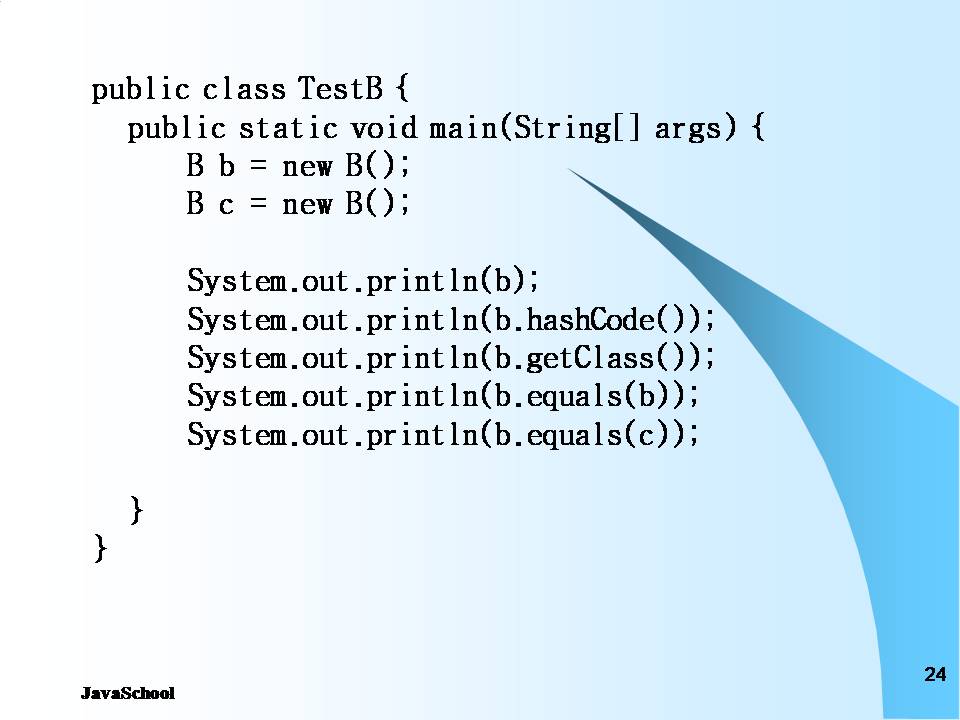 public class TestB {
public static void main(String[] args) {
B b = new B();
B c = new B();
System.out.println(b);
System.out.println(b.hashCode());
System.out.println(b.getClass());
System.out.println(b.equals(b));
System.out.println(b.equals(c));
}
}
24
JavaSchool